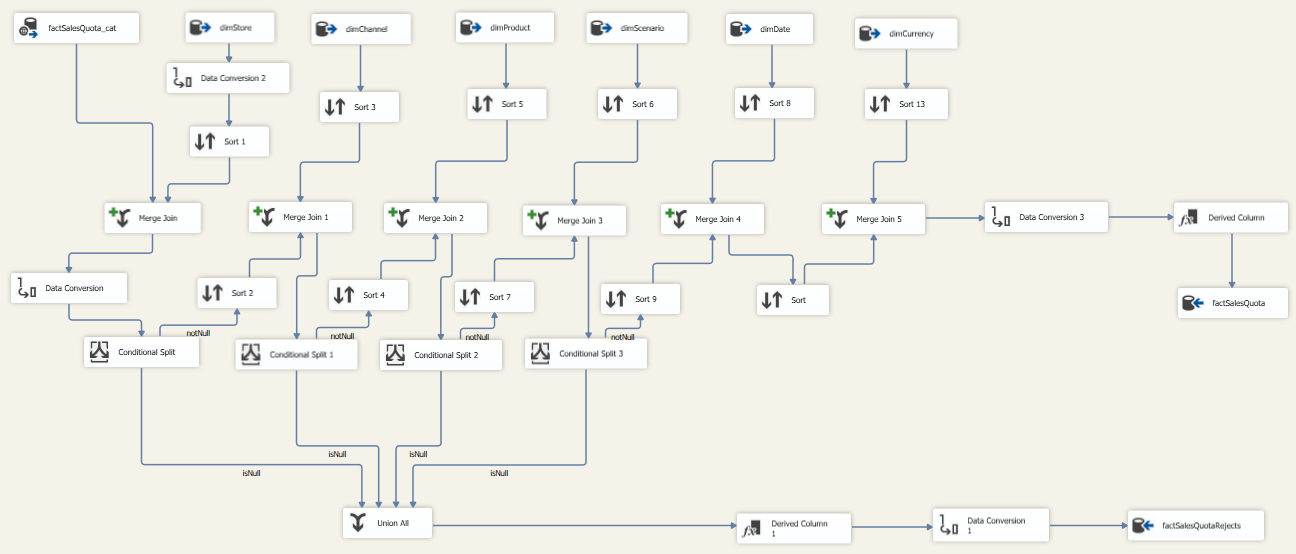 factSalesQuota_cat
dimStore
dimChannel
dimProduct
dimScenario
dimDate
dimCurrency
Data Conversion 2
Sort 3
Sort 5
Sort 6
Sort 8
Sort 13
Sort 1
Merge Join
Merge Join 1
Merge Join 2
Merge Join 3
Merge Join 4
Merge Join 5
Data Conversion 3
Derived Column
Data Conversion
Sort 2
Sort 4
Sort 7
Sort 9
Sort
factSalesQuota
notNull
notNull
notNull
notNull
Conditional Split
Conditional Split 1
Conditional Split 2
Conditional Split 3
isNull
isNull
isNull
isNull
Union All
Derived Column
1
Data Conversion
1
factSalesQuotaRejects